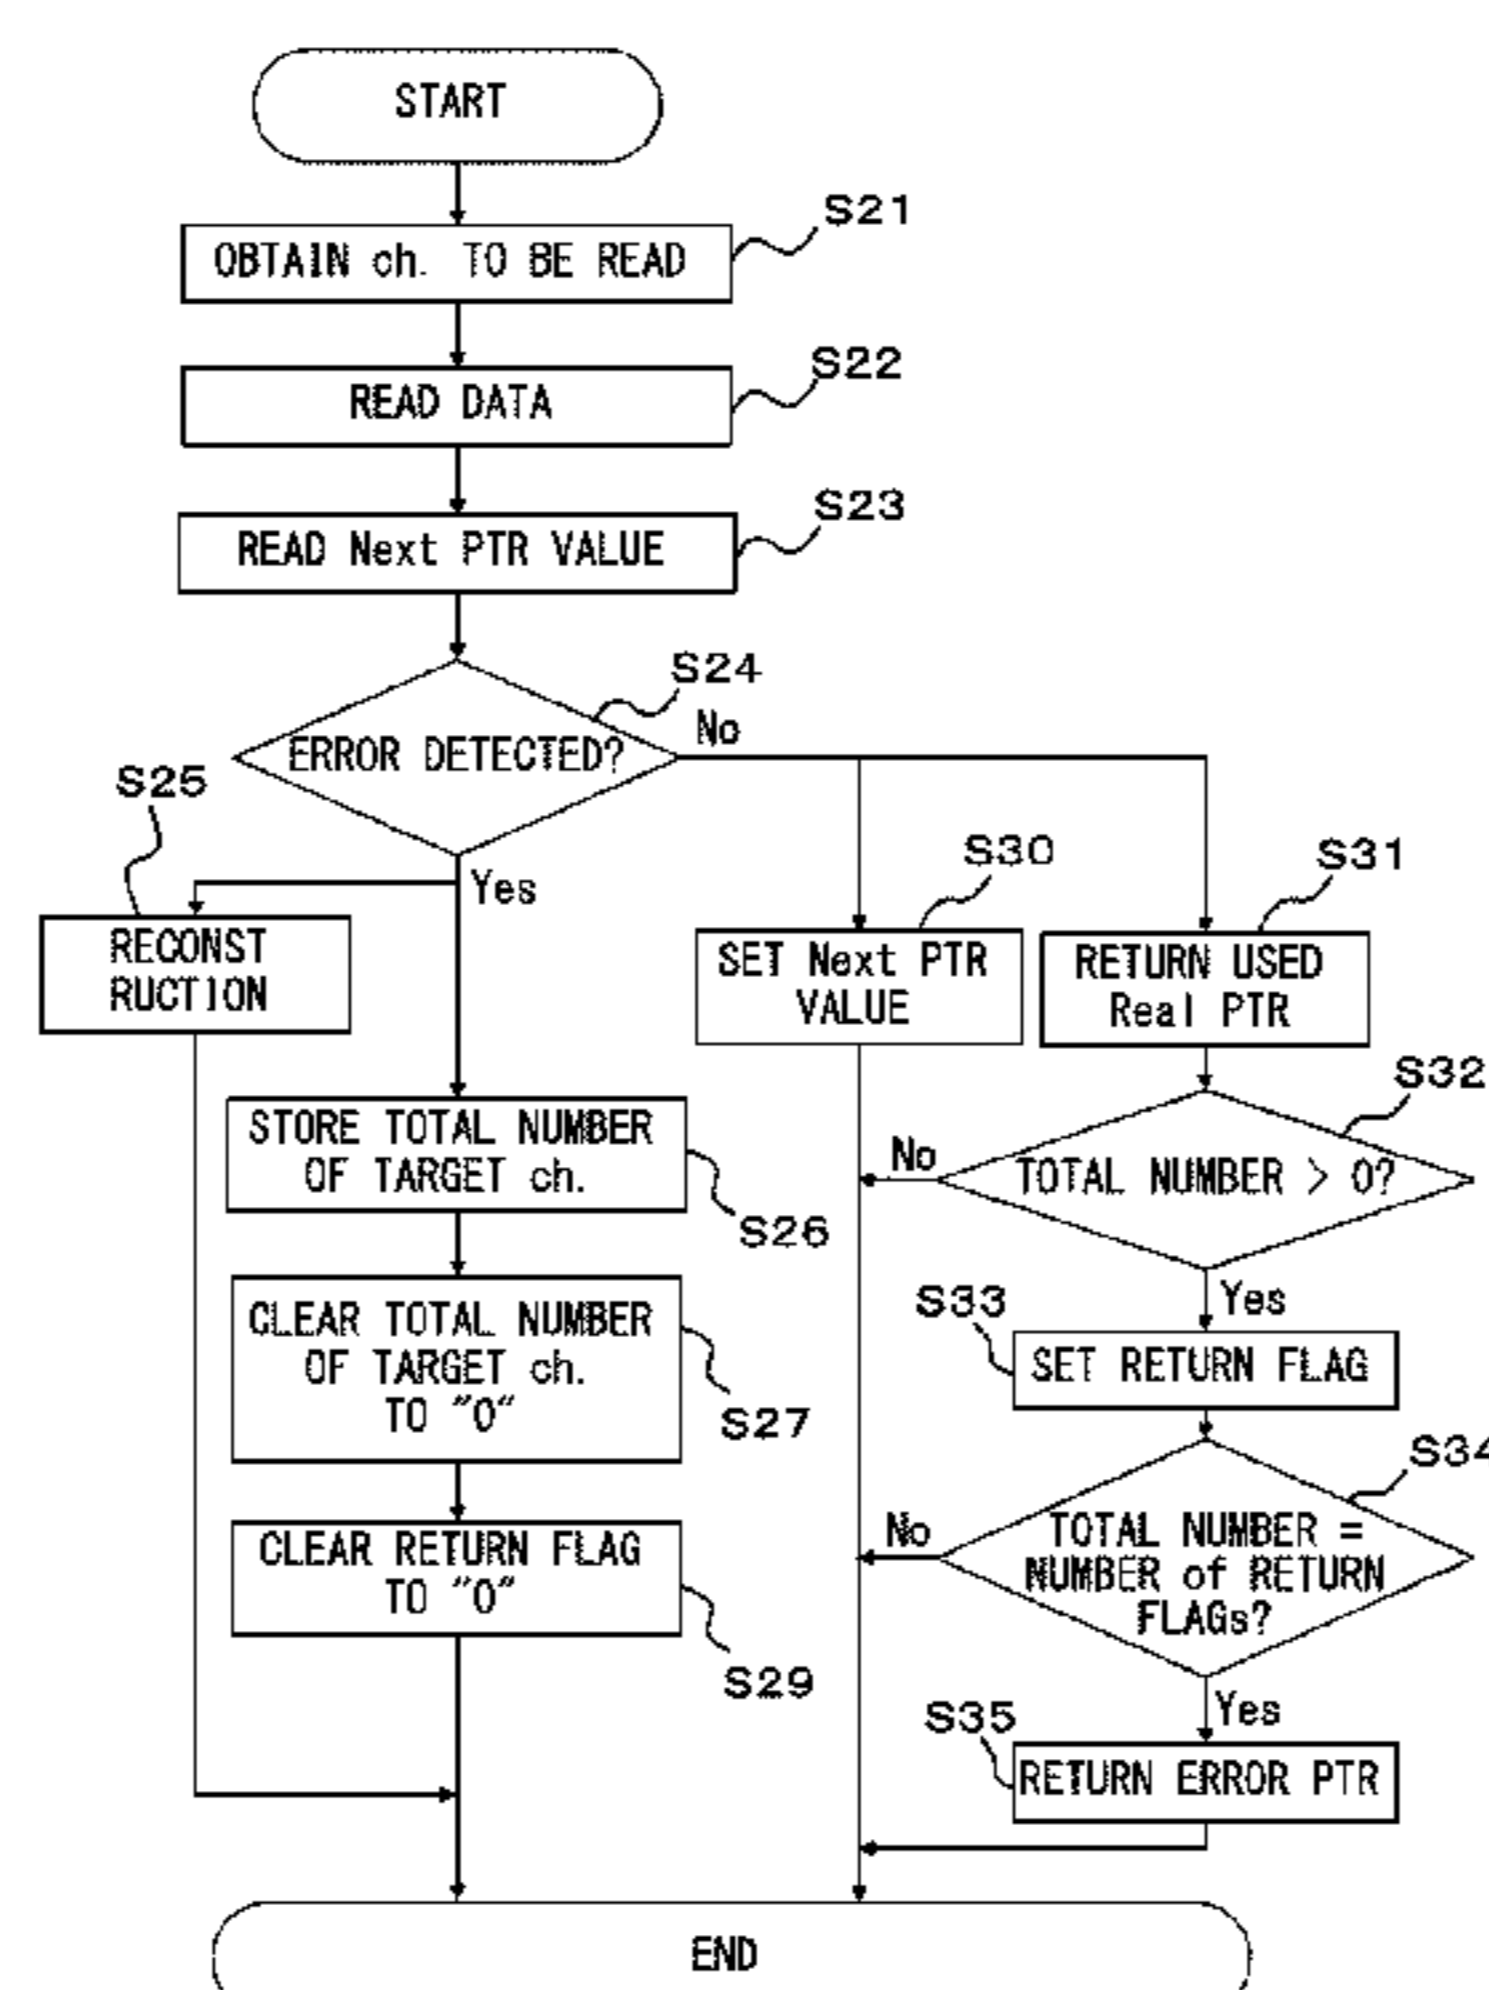 START
S21
OBTAIN ch. TO BE READ
S22
READ DATA
S23
READ Next PTR VALUE
S24
ERROR DETECTED?
No
S25
Yes
S30
S31
RECONST
RUCTION
SET Next PTR
VALUE
RETURN USED
Real PTR
S32
STORE TOTAL NUMBER
OF TARGET ch.
S26
No
TOTAL NUMBER > 0?
Yes
CLEAR TOTAL NUMBER
OF TARGET ch.
TO "0"
S27
S33
SET RETURN FLAG
S34
CLEAR RETURN FLAG
TO "0"
S29
No
TOTAL NUMBER =
NUMBER of RETURN
FLAGs?
Yes
S35
RETURN ERROR PTR
END